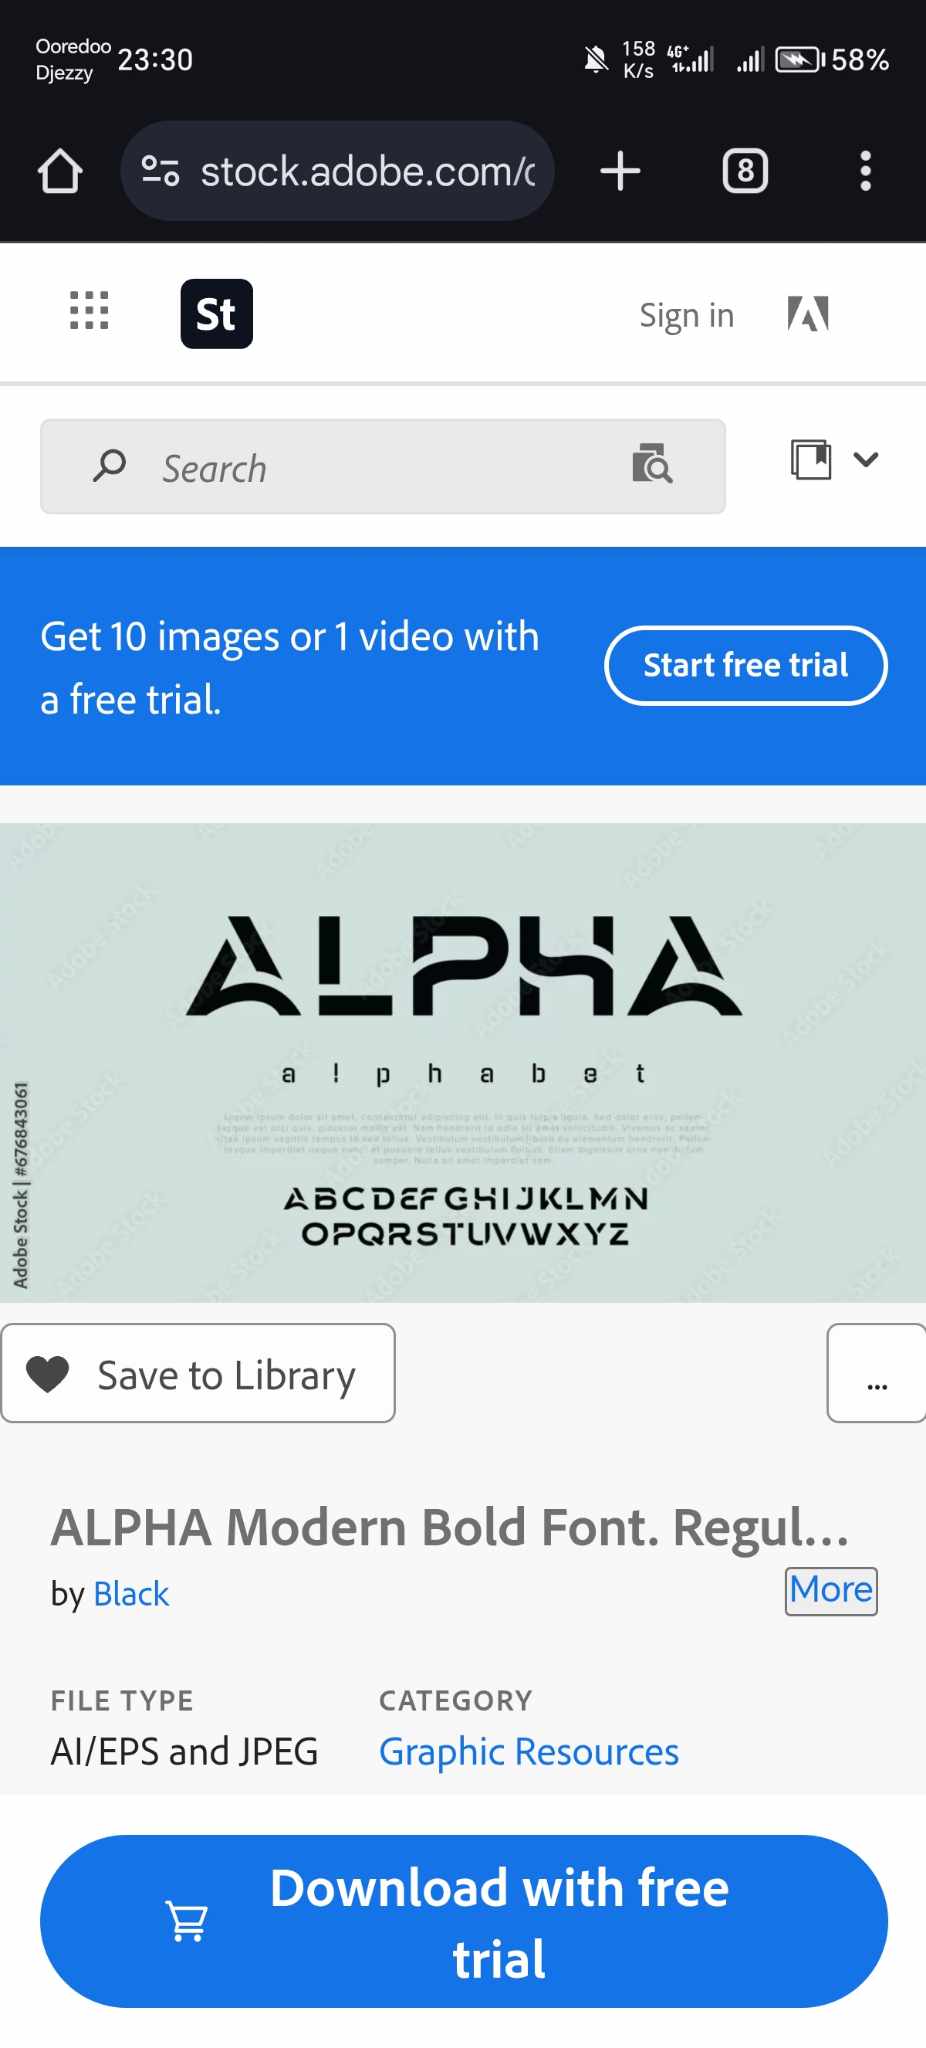 Ooredoo
Djezzy
23:30
158
K/s
4G+
58%
stock.adobe.com/
8
St
Sign in
Search
Get 10 images or 1 video with
a free trial.
Start free trial
ALPHA
a l p h a b e t
ABCDEFGHIJKLMN
OPQRSTUVWXYZ
Adobe Stock | #676843061
Save to Library
...
ALPHA Modern Bold Font. Regul...
by Black
More
FILE TYPE
CATEGORY
AI/EPS and JPEG
Graphic Resources
Download with free
trial